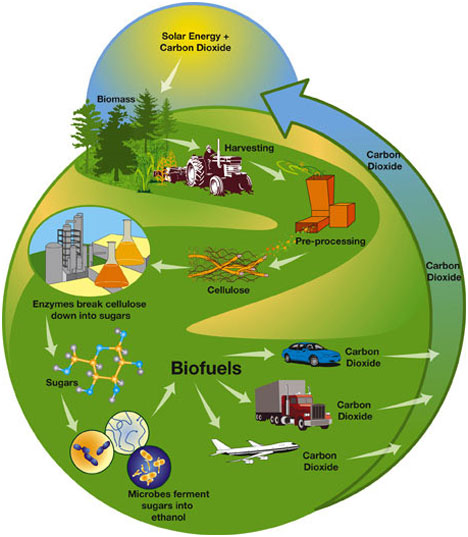 Solar Energy +
Carbon Dioxide
Biomass
Harvesting
Carbon
Dioxide
Pre-processing
Cellulose
Carbon
Dioxide
Enzymes break cellulose
down into sugars
Sugars
Biofuels
Carbon
Dioxide
Carbon
Dioxide
Carbon
Dioxide
Microbes ferment
sugars into
ethanol